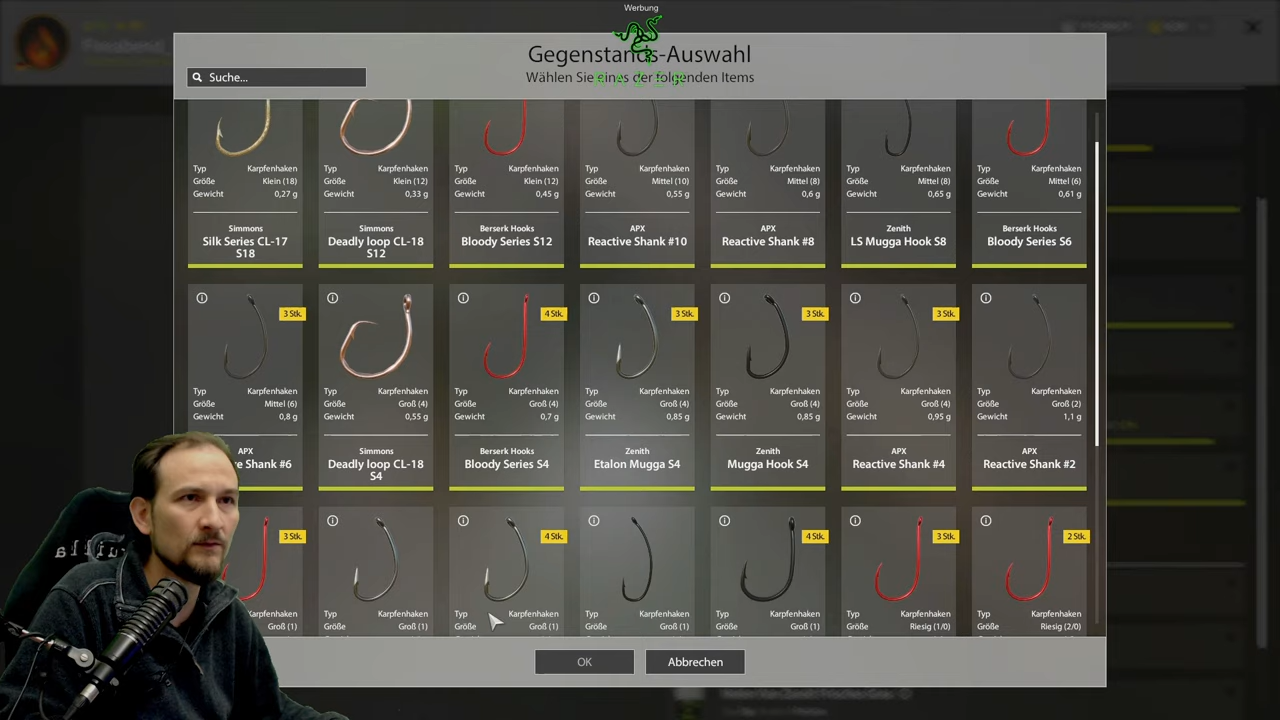 Werbung
Gegenstands-Auswahl
Wählen Sie eines der folgenden Items
Suche...
Typ Karpfenhaken
Größe Klein (18)
Gewicht 0,27 g
Simmons
Silk Series CL-17
S18
Typ Karpfenhaken
Größe Klein (12)
Gewicht 0,33 g
Simmons
Deadly loop CL-18
S12
Typ Karpfenhaken
Größe Klein (12)
Gewicht 0,45 g
Berserk Hooks
Bloody Series S12
Typ Karpfenhaken
Größe Mittel (10)
Gewicht 0,55 g
APX
Reactive Shank #10
Typ Karpfenhaken
Größe Mittel (8)
Gewicht 0,6 g
APX
Reactive Shank #8
Typ Karpfenhaken
Größe Mittel (8)
Gewicht 0,65 g
Zenith
LS Mugga Hook S8
Typ Karpfenhaken
Größe Mittel (6)
Gewicht 0,61 g
Berserk Hooks
Bloody Series S6
3 Stk.
Typ Karpfenhaken
Größe Mittel (6)
Gewicht 0,8 g
APX
e Shank #6
Typ Karpfenhaken
Größe Groß (4)
Gewicht 0,55 g
Simmons
Deadly loop CL-18
S4
4 Stk.
Typ Karpfenhaken
Größe Groß (4)
Gewicht 0,7 g
Berserk Hooks
Bloody Series S4
3 Stk.
Typ Karpfenhaken
Größe Groß (4)
Gewicht 0,85 g
Zenith
Etalon Mugga S4
3 Stk.
Typ Karpfenhaken
Größe Groß (4)
Gewicht 0,85 g
Zenith
Mugga Hook S4
3 Stk.
Typ Karpfenhaken
Größe Groß (4)
Gewicht 0,95 g
APX
Reactive Shank #4
Typ Karpfenhaken
Größe Groß (2)
Gewicht 1,1 g
APX
Reactive Shank #2
3 Stk.
Karpfenhaken
Groß (1)
Typ Karpfenhaken
Größe Groß (1)
4 Stk.
Typ Karpfenhaken
Größe Groß (1)
Typ Karpfenhaken
Größe Groß (1)
4 Stk.
Typ Karpfenhaken
Größe Groß (1)
3 Stk.
Typ Karpfenhaken
Größe Riesig (1/0)
2 Stk.
Typ Karpfenhaken
Größe Riesig (2/0)
OK
Abbrechen